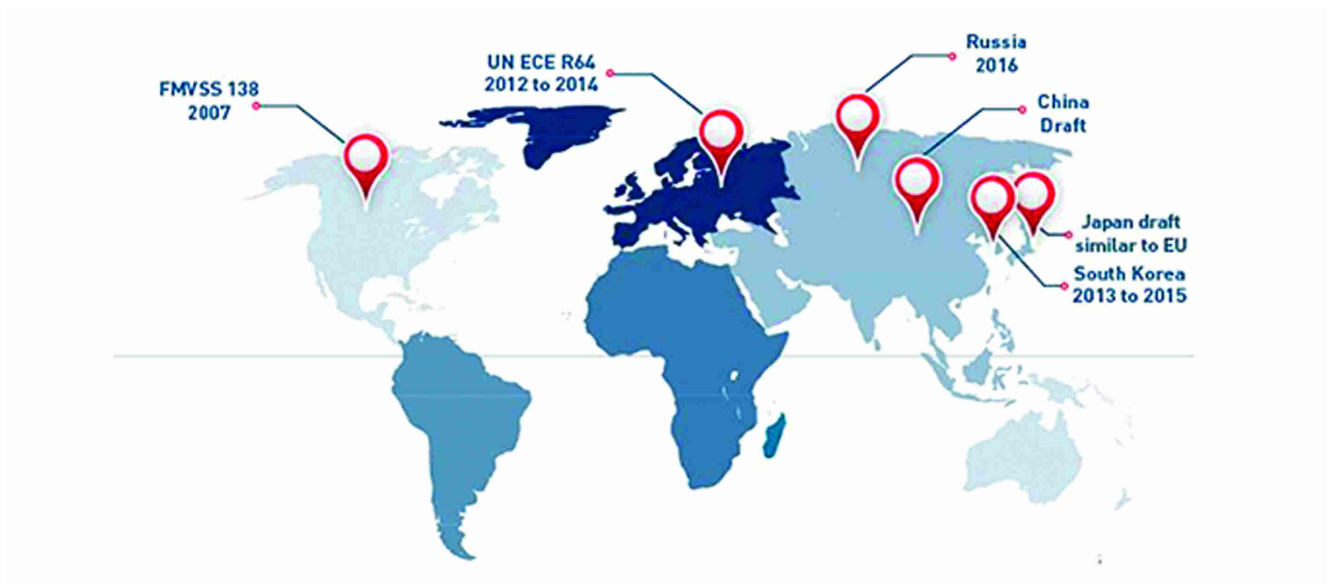 FMVSS 138
2007
UN ECE R64
2012 to 2014
Russia
2016
China
Draft
Japan draft
similar to EU
South Korea
2013 to 2015